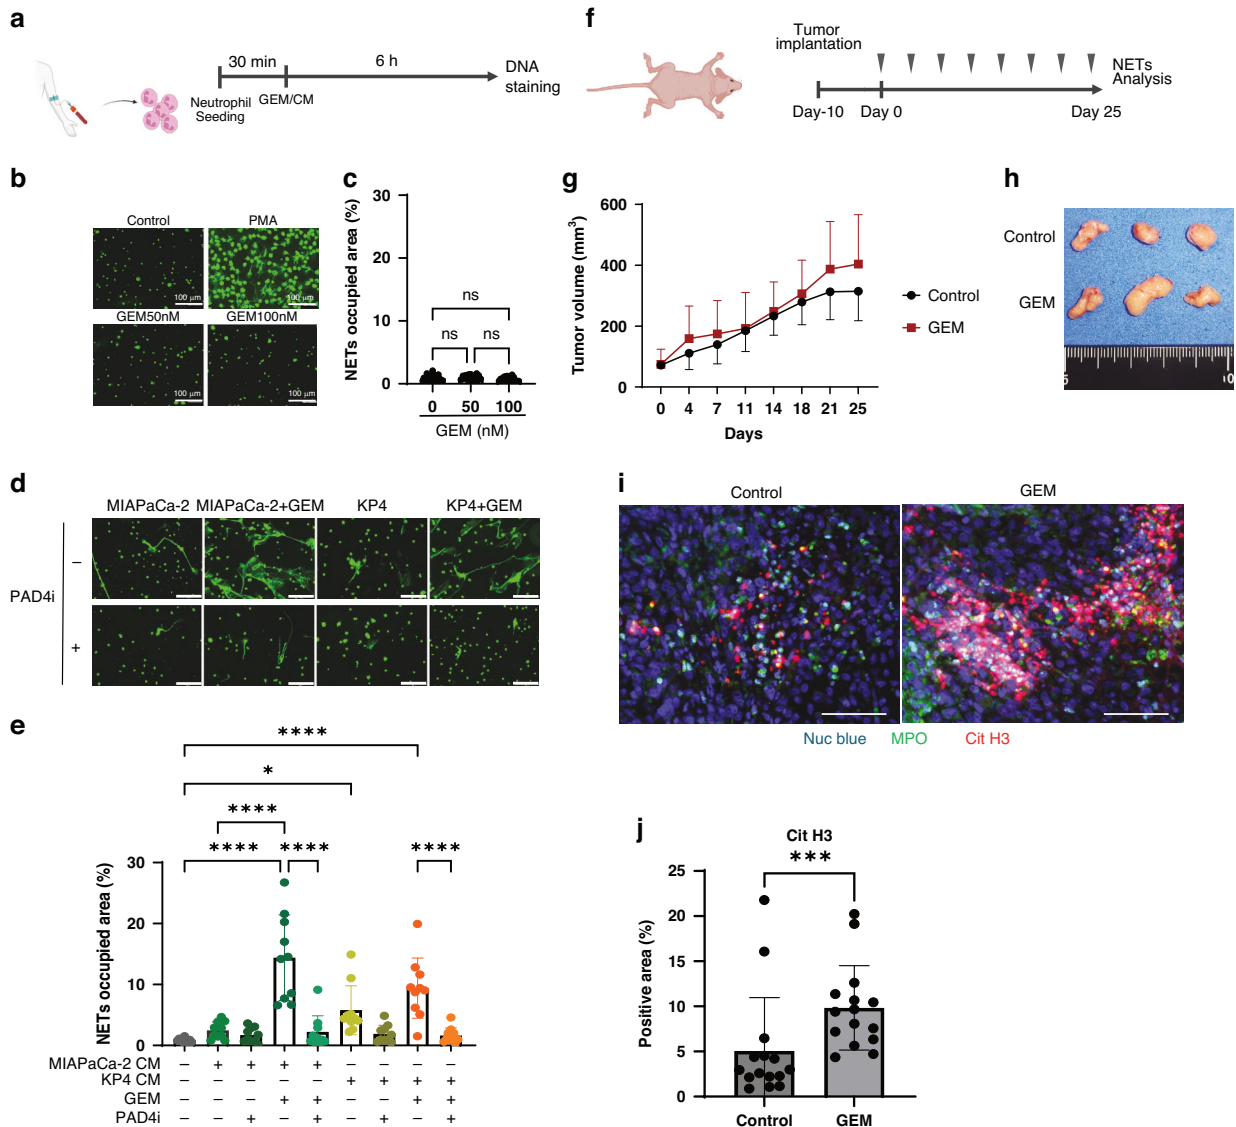 a
30 min
6 h
DNA
staining
Neutrophil
Seeding
GEM/CM
f
Tumor
implantation
NETs
Analysis
Day-10
Day 0
Day 25
b
Control
PMA
100 µm
100 µm
GEM50nM
GEM100nM
100 µm
100 µm
c
NETs occupied area (%)
30
20
10
0
ns
ns
ns
0
50
100
GEM (nM)
g
Tumor volume (mm³)
600
400
200
0
0
4
7
11
14
18
21
25
Days
Control
GEM
h
Control
GEM
d
MIAPaCa-2
MIAPaCa-2+GEM
KP4
KP4+GEM
PAD4i
–
+
e
NETs occupied area (%)
30
20
10
0
****
*
****
****
****
****
MIAPaCa-2 CM – + + + + – – – –
KP4 CM – – – – – + + + +
GEM – – – + + – – + +
PAD4i – – + – + – + – +
i
Control
GEM
Nuc blue
MPO
Cit H3
j
Cit H3
***
Positive area (%)
25
20
15
10
5
0
Control
GEM